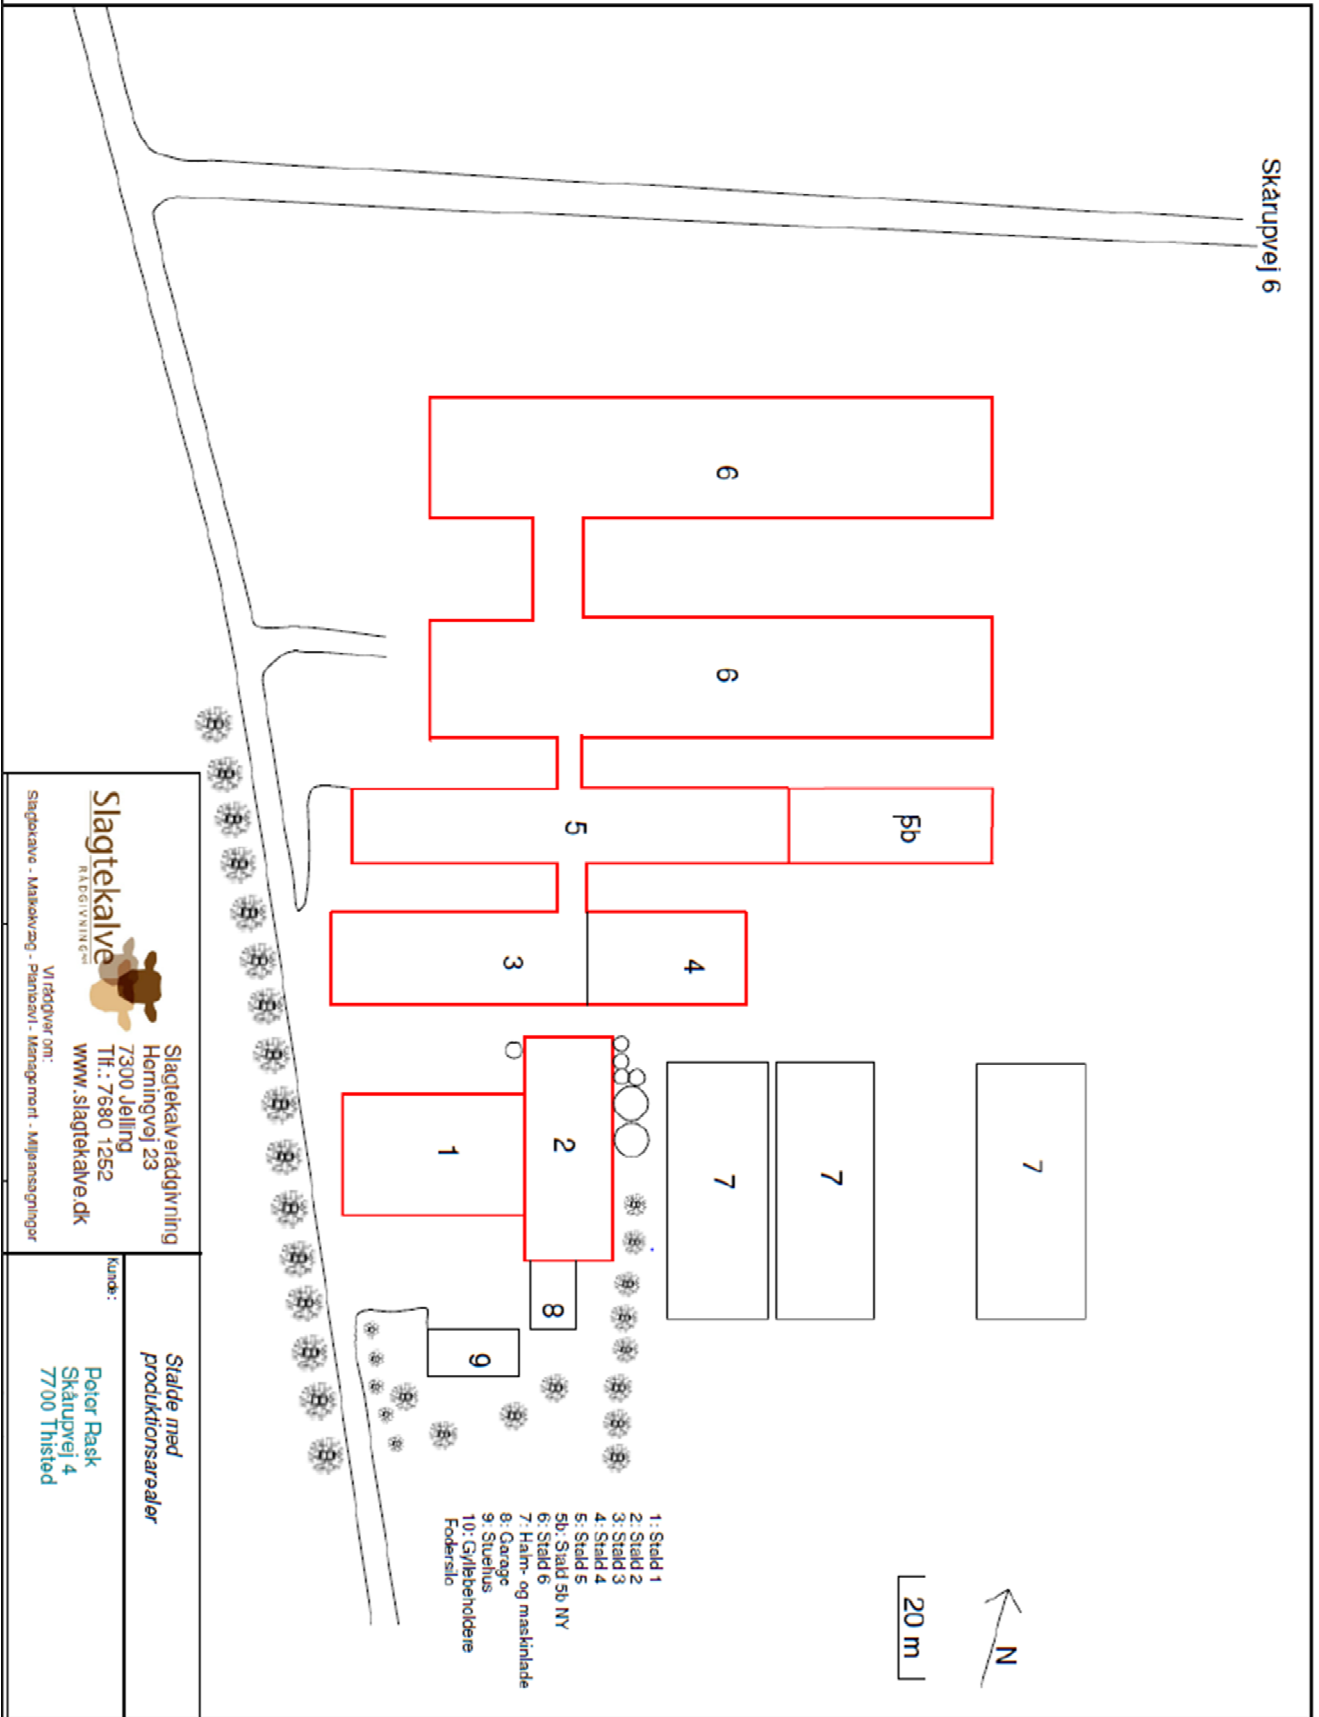 Skårupvej 6
6
6
5
5b
3
4
1
2
7
7
7
8
9
1: Stald 1
2: Stald 2
3: Stald 3
4: Stald 4
5: Stald 5
5b: Stald 5b NY
6: Stald 6
7: Halm- og maskinlade
8: Garage
9: Stuehus
10: Gyllebeholdere
Fodersilo
20 m
N
Slagtekalve
RÅDGIVNING
Slagtekalverådgivning
Hørningvej 23
7300 Jelling
Tlf.: 7680 1252
www.slagtekalve.dk
Vi rådgiver om:
Slagtekalve - Malkekvæg - Planteavl - Management - Miljøansøgninger
Stalde med
produktionsarealer
Kunde:
Peter Rask
Skårupvej 4
7700 Thisted